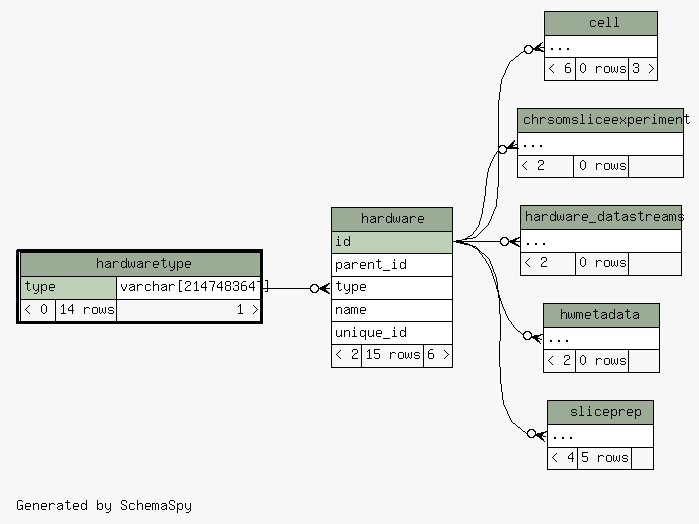 cell
...
< 6 0 rows 3 >
chrsomsliceexperiment
...
< 2 0 rows
hardware
id
parent_id
type
name
unique_id
< 2 15 rows 6 >
hardware_datastreams
...
< 2 0 rows
hardwaretype
type varchar[2147483647]
< 0 14 rows 1 >
hwmetadata
...
< 2 0 rows
sliceprep
...
< 4 5 rows
Generated by SchemaSpy